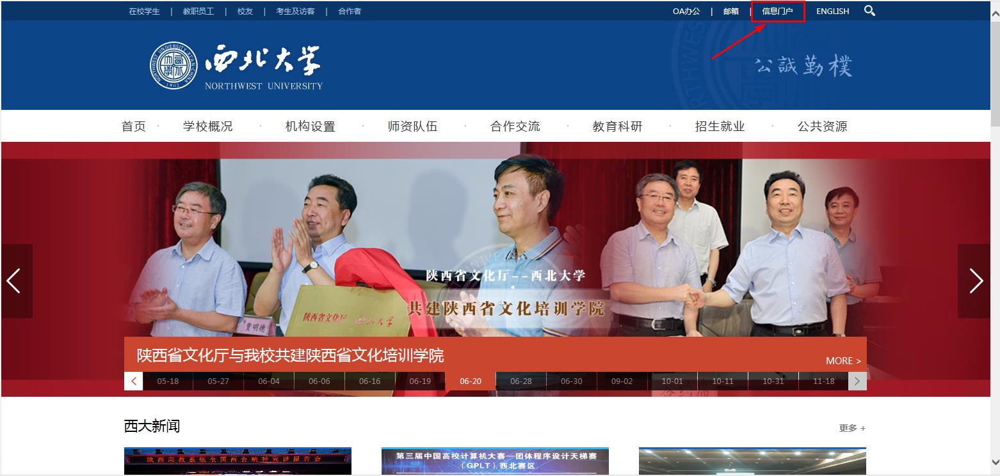 在校学生 | 教职员工 | 校友 | 考生及访客 | 合作者
OA办公 | 邮箱 | 信息门户 ENGLISH
西北大学
NORTHWEST UNIVERSITY
NORTHWEST UNIVERSITY XI'AN CHINA
1902
公誠勤樸
首页 · 学校概况 · 机构设置 · 师资队伍 · 合作交流 · 教育科研 · 招生就业 · 公共资源
陕西省文化厅--西北大学
共建陕西省文化培训学院
陕西省文化厅 西北大学
贾明德
陕西省文化厅与我校共建陕西省文化培训学院
MORE >
< 05-18 05-27 06-04 06-06 06-16 06-19 06-20 06-28 06-30 09-02 10-01 10-11 10-31 11-18 >
西大新闻
更多 +
陕西高教系统全国两会精神宣讲报告会
第三届中国高校计算机大赛—团体程序设计天梯赛
（GPLT）西北赛区